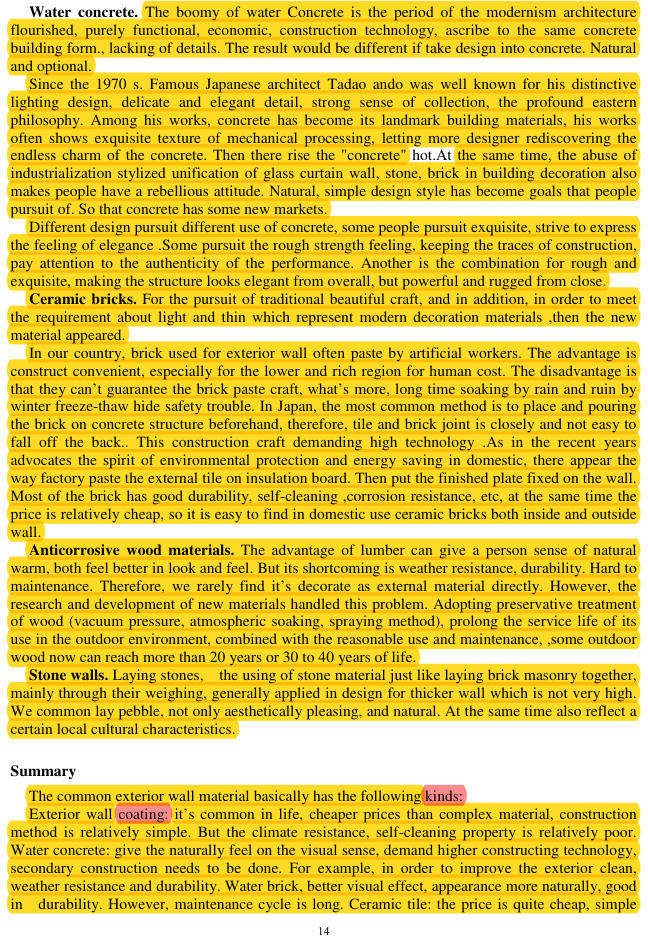 Water concrete. The boomy of water Concrete is the period of the modernism architecture
flourished, purely functional, economic, construction technology, ascribe to the same concrete
building form., lacking of details. The result would be different if take design into concrete. Natural
and optional.
Since the 1970 s. Famous Japanese architect Tadao ando was well known for his distinctive
lighting design, delicate and elegant detail, strong sense of collection, the profound eastern
philosophy. Among his works, concrete has become its landmark building materials, his works
often shows exquisite texture of mechanical processing, letting more designer rediscovering the
endless charm of the concrete. Then there rise the "concrete" hot.At the same time, the abuse of
industrialization stylized unification of glass curtain wall, stone, brick in building decoration also
makes people have a rebellious attitude. Natural, simple design style has become goals that people
pursuit of. So that concrete has some new markets.
Different design pursuit different use of concrete, some people pursuit exquisite, strive to express
the feeling of elegance .Some pursuit the rough strength feeling, keeping the traces of construction,
pay attention to the authenticity of the performance. Another is the combination for rough and
exquisite, making the structure looks elegant from overall, but powerful and rugged from close.
Ceramic bricks. For the pursuit of traditional beautiful craft, and in addition, in order to meet
the requirement about light and thin which represent modern decoration materials ,then the new
material appeared.
In our country, brick used for exterior wall often paste by artificial workers. The advantage is
construct convenient, especially for the lower and rich region for human cost. The disadvantage is
that they can't guarantee the brick paste craft, what's more, long time soaking by rain and ruin by
winter freeze-thaw hide safety trouble. In Japan, the most common method is to place and pouring
the brick on concrete structure beforehand, therefore, tile and brick joint is closely and not easy to
fall off the back.. This construction craft demanding high technology .As in the recent years
advocates the spirit of environmental protection and energy saving in domestic, there appear the
way factory paste the external tile on insulation board. Then put the finished plate fixed on the wall.
Most of the brick has good durability, self-cleaning ,corrosion resistance, etc, at the same time the
price is relatively cheap, so it is easy to find in domestic use ceramic bricks both inside and outside
wall.
Anticorrosive wood materials. The advantage of lumber can give a person sense of natural
warm, both feel better in look and feel. But its shortcoming is weather resistance, durability. Hard to
maintenance. Therefore, we rarely find it's decorate as external material directly. However, the
research and development of new materials handled this problem. Adopting preservative treatment
of wood (vacuum pressure, atmospheric soaking, spraying method), prolong the service life of its
use in the outdoor environment, combined with the reasonable use and maintenance, ,some outdoor
wood now can reach more than 20 years or 30 to 40 years of life.
Stone walls. Laying stones, the using of stone material just like laying brick masonry together,
mainly through their weighing, generally applied in design for thicker wall which is not very high.
We common lay pebble, not only aesthetically pleasing, and natural. At the same time also reflect a
certain local cultural characteristics.
Summary
The common exterior wall material basically has the following kinds:
Exterior wall coating: it's common in life, cheaper prices than complex material, construction
method is relatively simple. But the climate resistance, self-cleaning property is relatively poor.
Water concrete: give the naturally feel on the visual sense, demand higher constructing technology,
secondary construction needs to be done. For example, in order to improve the exterior clean,
weather resistance and durability. Water brick, better visual effect, appearance more naturally, good
in durability. However, maintenance cycle is long. Ceramic tile: the price is quite cheap, simple
14